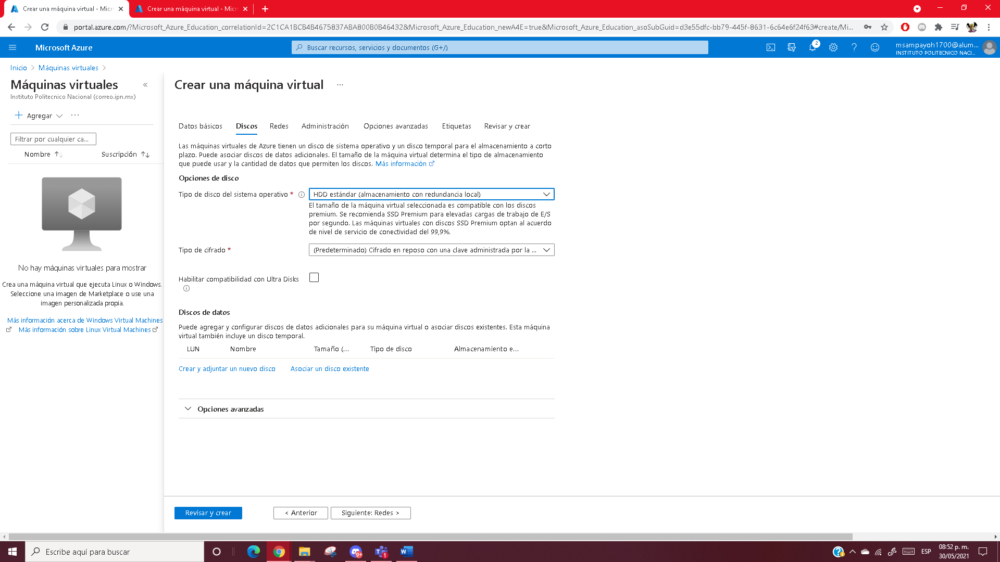 Crear una máquina virtual - Micr
Crear una máquina virtual - Micr
portal.azure.com/?Microsoft_Azure_Education_correlationId=2C1CA1BCB4B4675837ABA800B0B46432&Microsoft_Azure_Education_newA4E=true&Microsoft_Azure_Education_asoSubGuid=d3e55dfc-bb79-445f-8631-6c64e6f24f63#create/Mi...
Microsoft Azure
Buscar recursos, servicios y documentos (G+/)
2
msampayoh1700@alum...
INSTITUTO POLITECNICO NACI...
Inicio > Máquinas virtuales >
Máquinas virtuales
«
Instituto Politecnico Nacional (correo.ipn.mx)
Agregar
...
Filtrar por cualquier ca...
Nombre
Suscripción
No hay máquinas virtuales para mostrar
Crea una máquina virtual que ejecuta Linux o Windows.
Seleccione una imagen de Marketplace o use una
imagen personalizada propia.
Más información acerca de Windows Virtual Machines
Más información sobre Linux Virtual Machines
Crear una máquina virtual
...
Datos básicos
Discos
Redes
Administración
Opciones avanzadas
Etiquetas
Revisar y crear
Las máquinas virtuales de Azure tienen un disco de sistema operativo y un disco temporal para el almacenamiento a corto
plazo. Puede asociar discos de datos adicionales. El tamaño de la máquina virtual determina el tipo de almacenamiento
que puede usar y la cantidad de datos que permiten los discos. Más información
Opciones de disco
Tipo de disco del sistema operativo *
HDD estándar (almacenamiento con redundancia local)
El tamaño de la máquina virtual seleccionada es compatible con los discos
premium. Se recomienda SSD Premium para elevadas cargas de trabajo de E/S
por segundo. Las máquinas virtuales con discos SSD Premium optan al acuerdo
de nivel de servicio de conectividad del 99,9%.
Tipo de cifrado *
(Predeterminado) Cifrado en reposo con una clave administrada por la ...
Habilitar compatibilidad con Ultra Disks
Discos de datos
Puede agregar y configurar discos de datos adicionales para su máquina virtual o asociar discos existentes. Esta máquina
virtual también incluye un disco temporal.
LUN
Nombre
Tamaño (...
Tipo de disco
Almacenamiento e...
Crear y adjuntar un nuevo disco
Asociar un disco existente
Opciones avanzadas
Revisar y crear
< Anterior
Siguiente: Redes >
Escribe aquí para buscar
9+
1
ESP
08:52 p. m.
30/05/2021